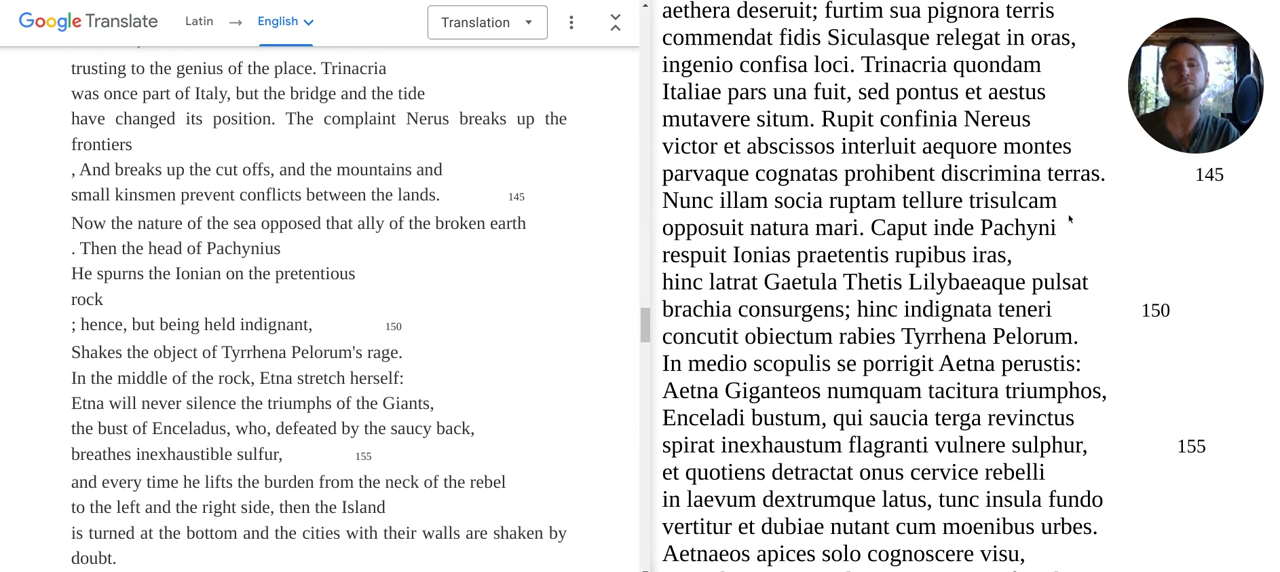 Google Translate Latin → English Translation
trusting to the genius of the place. Trinacria
was once part of Italy, but the bridge and the tide
have changed its position. The complaint Nerus breaks up the
frontiers
, And breaks up the cut offs, and the mountains and
small kinsmen prevent conflicts between the lands. 145
Now the nature of the sea opposed that ally of the broken earth
. Then the head of Pachynius
He spurns the Ionian on the pretentious
rock
; hence, but being held indignant, 150
Shakes the object of Tyrrhena Pelorum's rage.
In the middle of the rock, Etna stretch herself:
Etna will never silence the triumphs of the Giants,
the bust of Enceladus, who, defeated by the saucy back,
breathes inexhaustible sulfur, 155
and every time he lifts the burden from the neck of the rebel
to the left and the right side, then the Island
is turned at the bottom and the cities with their walls are shaken by
doubt.
aethera deseruit; furtim sua pignora terris
commendat fidis Siculasque relegat in oras,
ingenio confisa loci. Trinacria quondam
Italiae pars una fuit, sed pontus et aestus
mutavere situm. Rupit confinia Nereus
victor et abscissos interluit aequore montes
parvaque cognatas prohibent discrimina terras. 145
Nunc illam socia ruptam tellure trisulcam
opposuit natura mari. Caput inde Pachyni
respuit Ionias praetentis rupibus iras,
hinc latrat Gaetula Thetis Lilybaeaque pulsat
brachia consurgens; hinc indignata teneri 150
concutit obiectum rabies Tyrrhena Pelorum.
In medio scopulis se porrigit Aetna perustis:
Aetna Giganteos numquam tacitura triumphos,
Enceladi bustum, qui saucia terga revinctus
spirat inexhaustum flagranti vulnere sulphur, 155
et quotiens detractat onus cervice rebelli
in laevum dextrumque latus, tunc insula fundo
vertitur et dubiae nutant cum moenibus urbes.
Aetnaeos apices solo cognoscere visu,